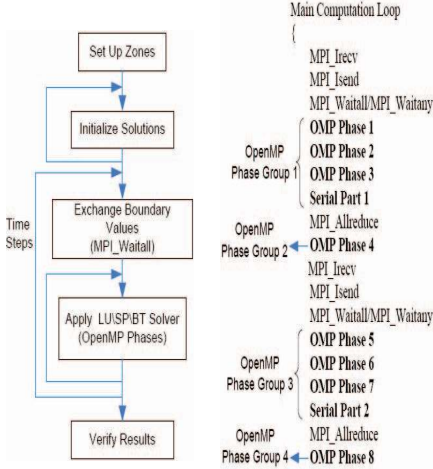 Set Up Zones
Initialize Solutions
Time
Steps
Exchange Boundary
Values
(MPI_Waitall)
Apply LU\SP\BT Solver
(OpenMP Phases)
Verify Results
Main Computation Loop
{
MPI_Irecv
MPI_Isend
MPI_Waitall/MPI_Waitany
OpenMP
Phase Group 1
OMP Phase 1
OMP Phase 2
OMP Phase 3
Serial Part 1
MPI_Allreduce
OpenMP
Phase Group 2
OMP Phase 4
MPI_Irecv
MPI_Isend
MPI_Waitall/MPI_Waitany
OpenMP
Phase Group 3
OMP Phase 5
OMP Phase 6
OMP Phase 7
Serial Part 2
MPI_Allreduce
OpenMP
Phase Group 4
OMP Phase 8